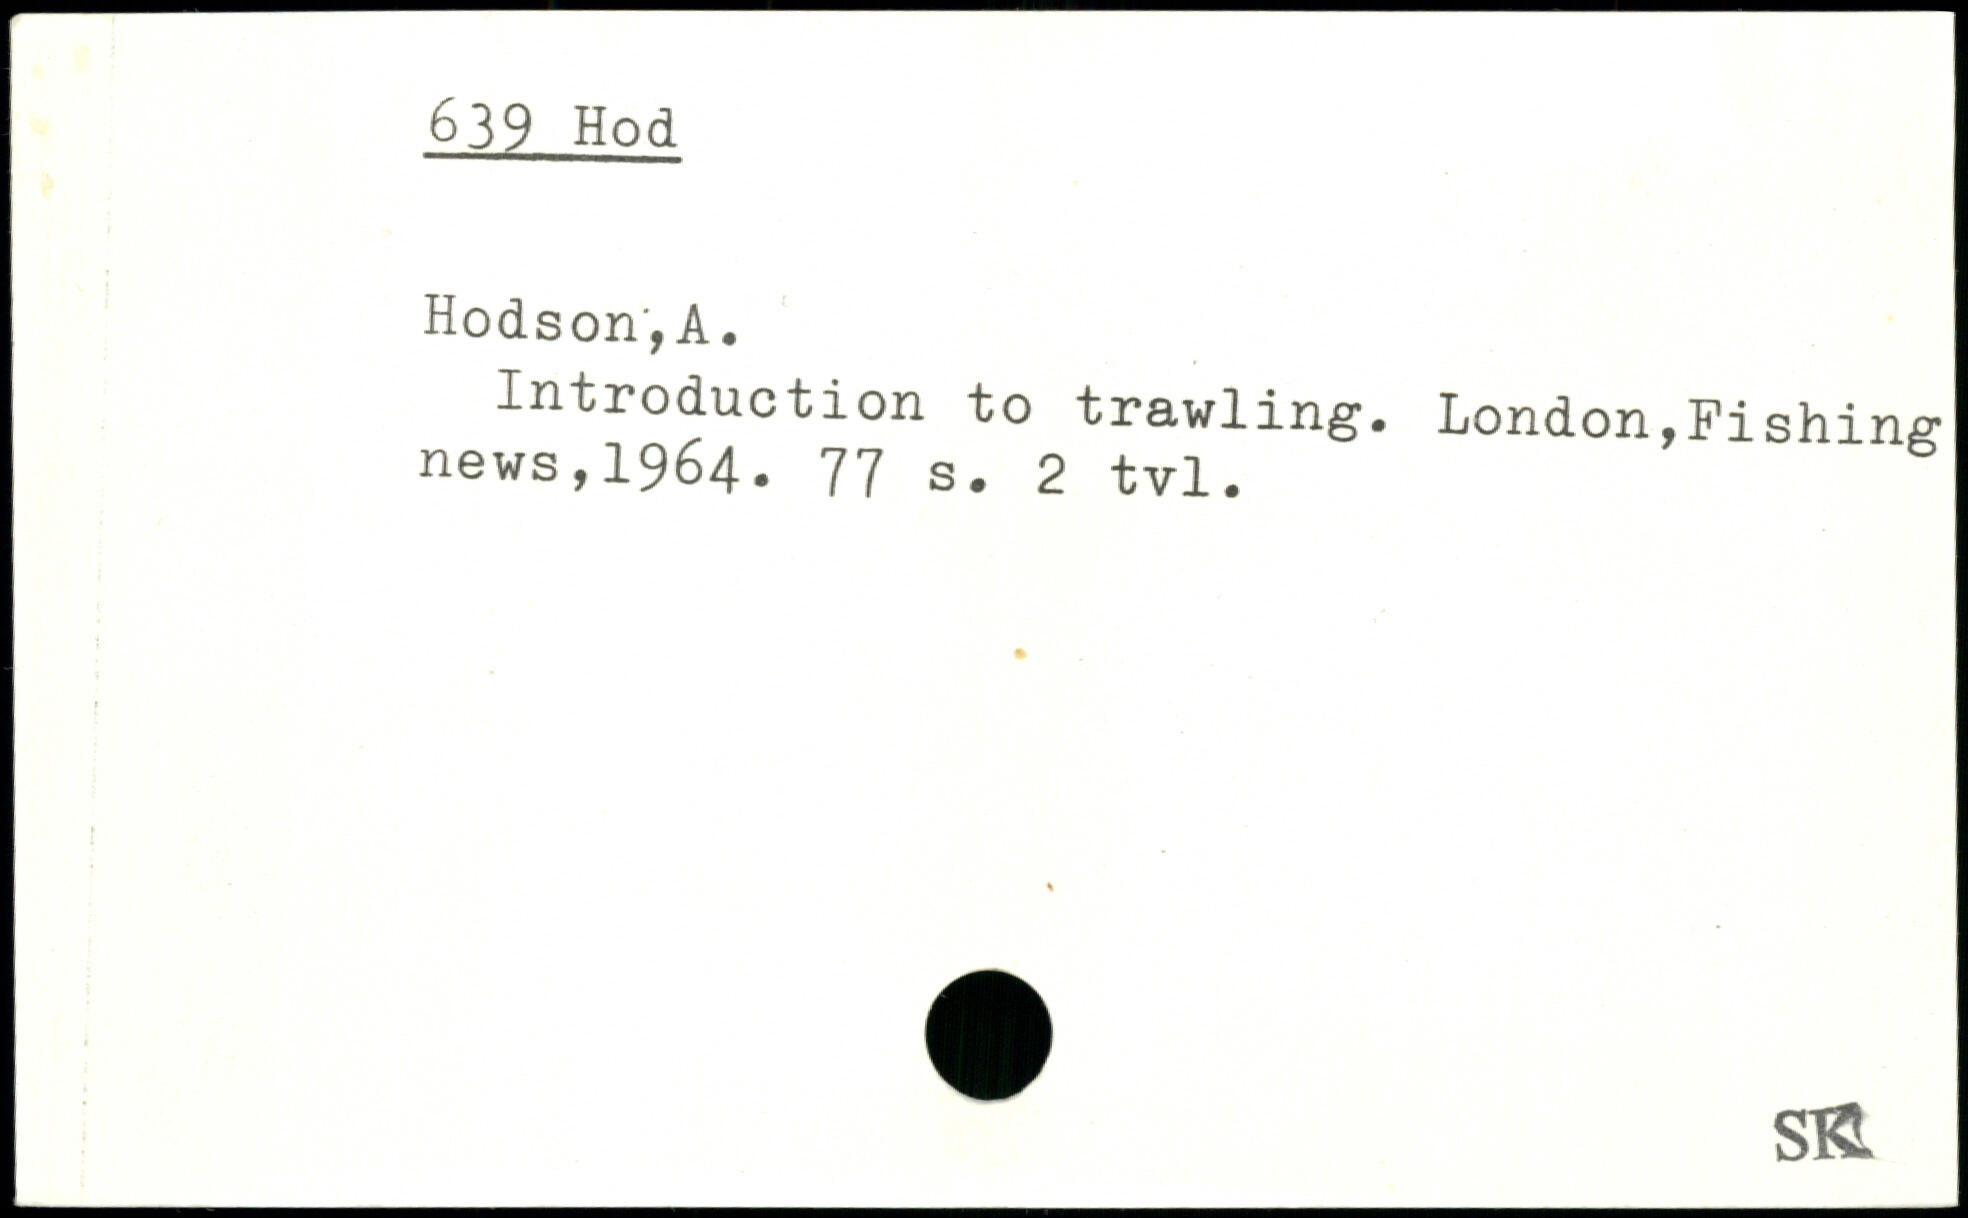 639 Hod
Hodson,A.
Introduction to trawling. London,Fishing
news,1964. 77 s. 2 tvl.
SK